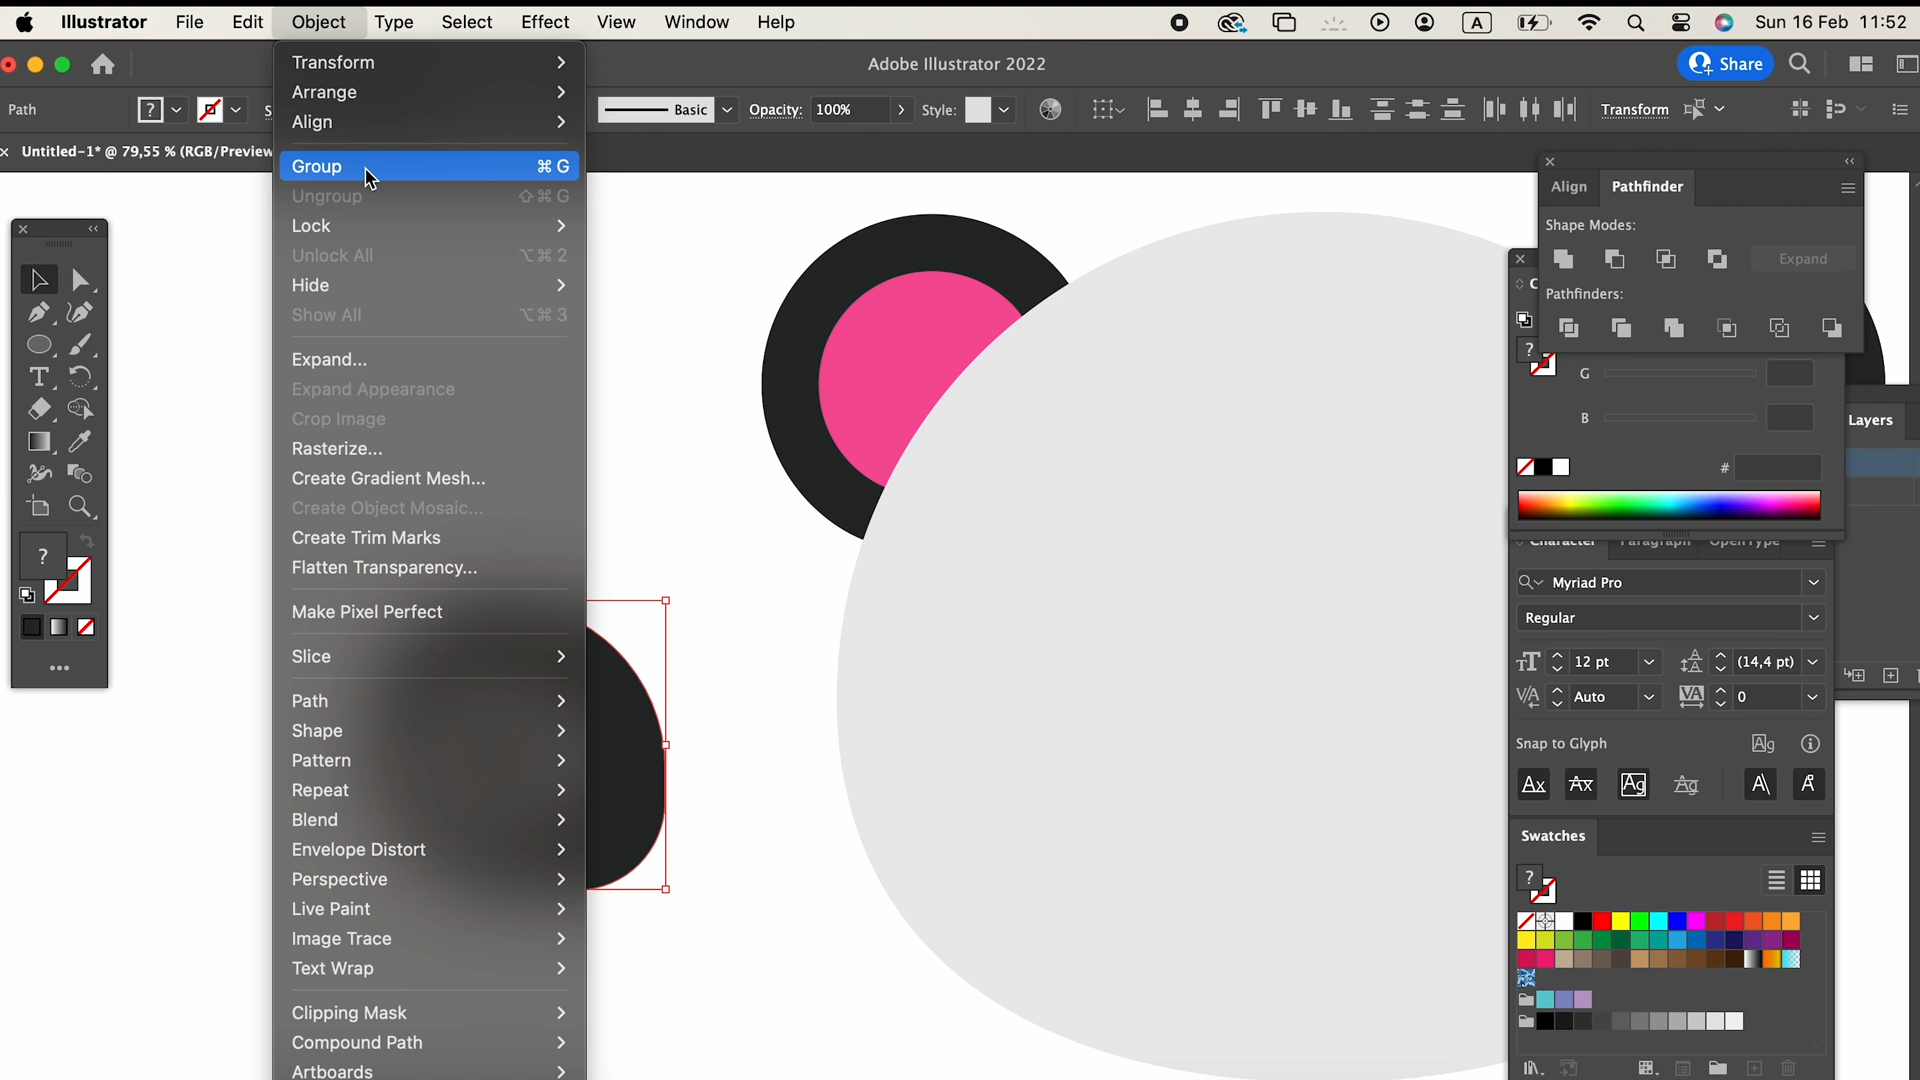 Illustrator File Edit Object Type Select Effect View Window Help A Sun 16 Feb 11:52
Adobe Illustrator 2022 Share
Path ? Basic Opacity: 100% Style: Transform
Untitled-1* @ 79,55 % (RGB/Preview
Transform
Arrange
Align
Group ⌘ G
Ungroup ⇧ ⌘ G
Lock
Unlock All ⌥ ⌘ 2
Hide
Show All ⌥ ⌘ 3
Expand...
Expand Appearance
Crop Image
Rasterize...
Create Gradient Mesh...
Create Object Mosaic...
Create Trim Marks
Flatten Transparency...
Make Pixel Perfect
Slice
Path
Shape
Pattern
Repeat
Blend
Envelope Distort
Perspective
Live Paint
Image Trace
Text Wrap
Clipping Mask
Compound Path
Artboards
?
Align Pathfinder
Shape Modes:
Expand
Pathfinders:
C
?
G
B
#
Layers
Character Paragraph OpenType
Myriad Pro
Regular
12 pt (14,4 pt)
Auto 0
Snap to Glyph
Swatches
?